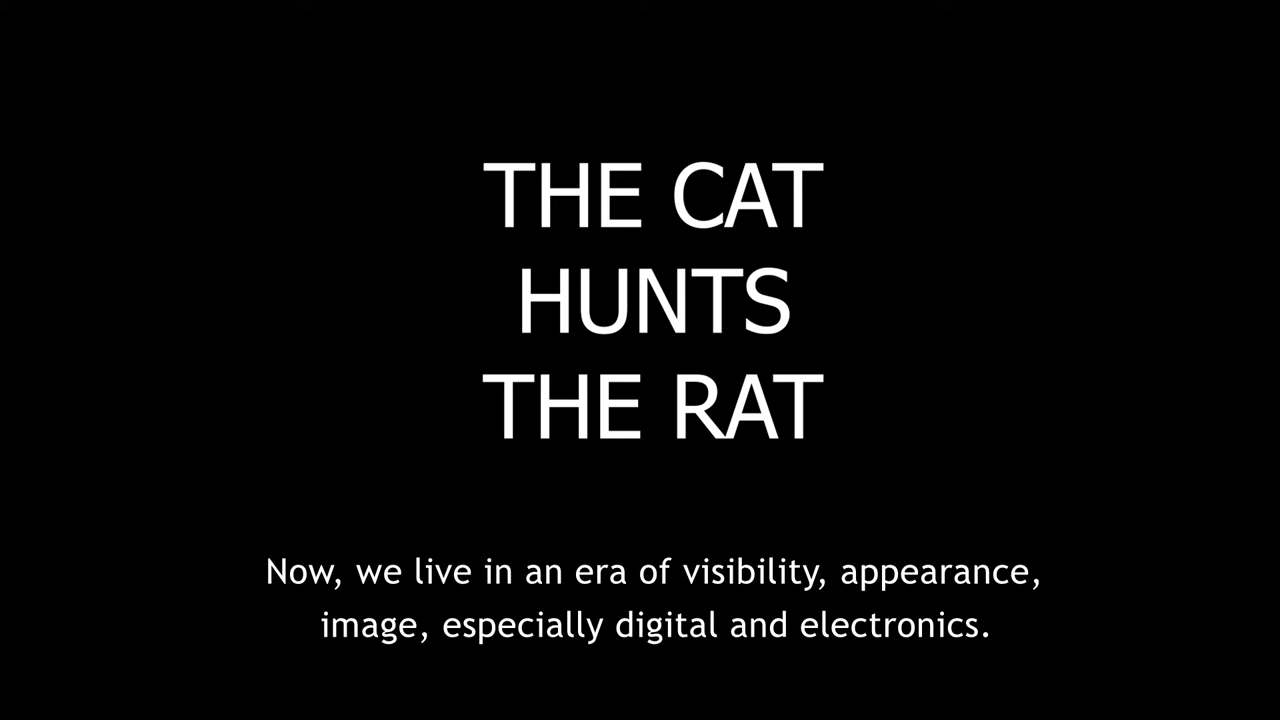 THE CAT
HUNTS
THE RAT
Now, we live in an era of visibility, appearance,
image, especially digital and electronics.